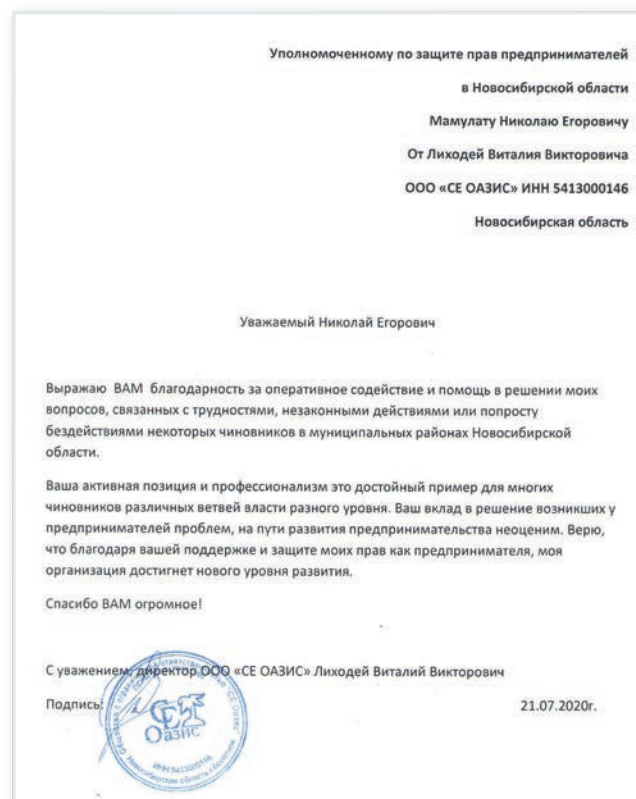 Уполномоченному по защите прав предпринимателей
в Новосибирской области
Мамулату Николаю Егоровичу
От Лиходей Виталия Викторовича
ООО «СЕ ОАЗИС» ИНН 5413000146
Новосибирская область
Уважаемый Николай Егорович
Выражаю ВАМ благодарность за оперативное содействие и помощь в решении моих
вопросов, связанных с трудностями, незаконными действиями или попросту
бездействиями некоторых чиновников в муниципальных районах Новосибирской
области.
Ваша активная позиция и профессионализм это достойный пример для многих
чиновников различных ветвей власти разного уровня. Ваш вклад в решение возникших у
предпринимателей проблем, на пути развития предпринимательства неоценим. Верю,
что благодаря вашей поддержке и защите моих прав как предпринимателя, моя
организация достигнет нового уровня развития.
Спасибо ВАМ огромное!
С уважением, директор ООО «СЕ ОАЗИС» Лиходей Виталий Викторович
Подпись: 21.07.2020г.
СЕ
Оазис
ИНН 5413000146
Новосибирская область